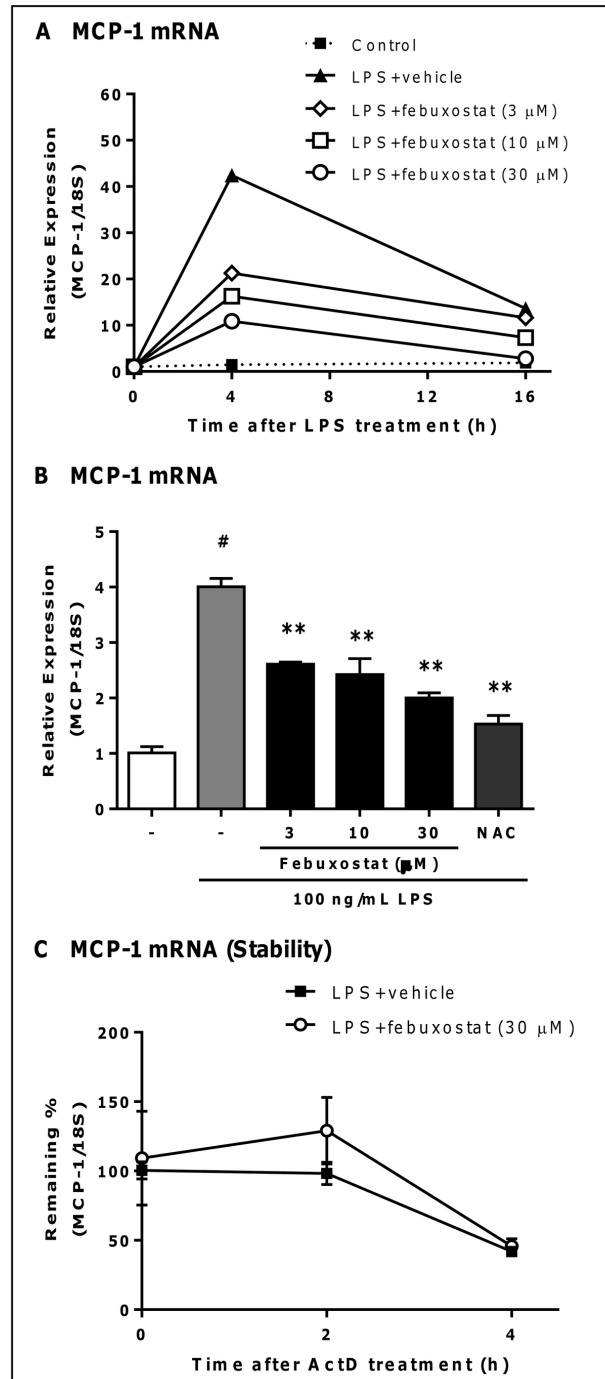 A MCP-1 mRNA
Control
LPS+vehicle
LPS+febuxostat (3 μM)
LPS+febuxostat (10 μM)
LPS+febuxostat (30 μM)
Relative Expression
(MCP-1/18S)
60
50
40
30
20
10
0
0 4 8 12 16
Time after LPS treatment (h)
B MCP-1 mRNA
Relative Expression
(MCP-1/18S)
5
4
3
2
1
0
#
** ** ** **
- - 3 10 30 NAC
Febuxostat (μM)
100 ng/mL LPS
C MCP-1 mRNA (Stability)
LPS+vehicle
LPS+febuxostat (30 μM)
Remaining %
(MCP-1/18S)
200
150
100
50
0
0 2 4
Time after ActD treatment (h)